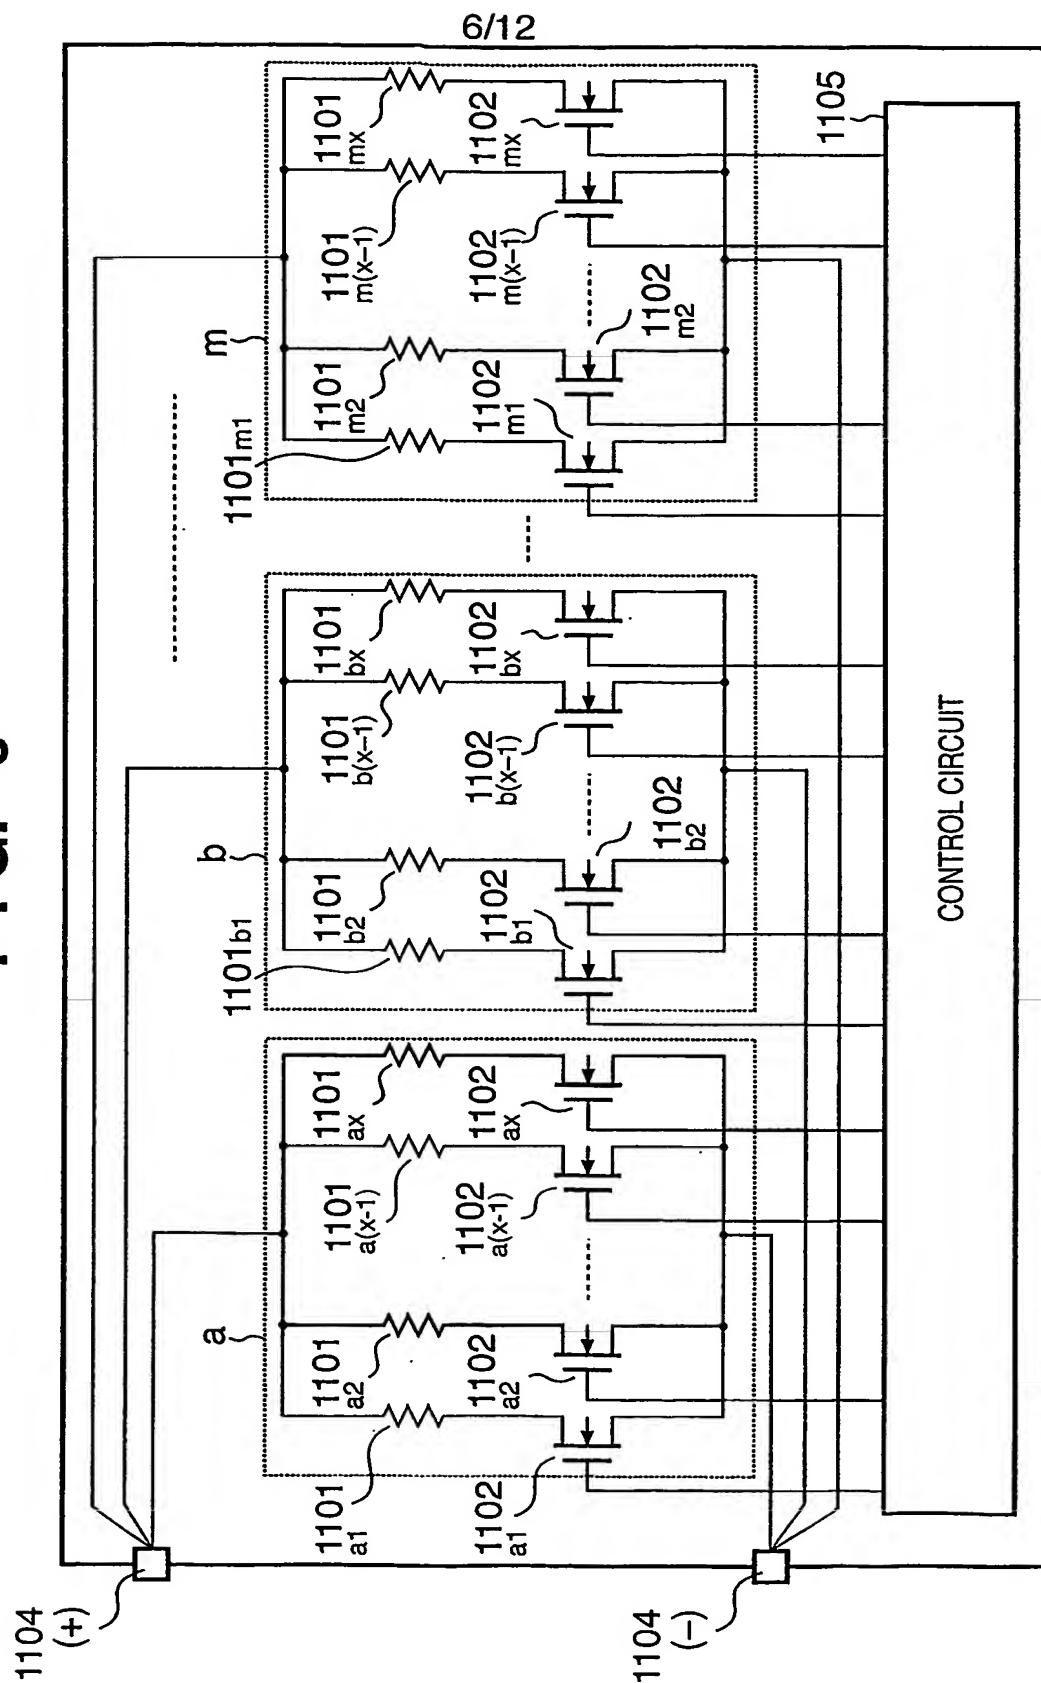 6/12
1104
(+)
1104
(−)
a
1101
a1
1101
a2
1101
a(x-1)
1101
ax
1102
a1
1102
a2
1102
a(x-1)
1102
ax
b
1101b1
1101
b2
1101
b(x−1)
1101
bx
1102
b1
1102
b2
1102
b(x−1)
1102
bx
m
1101m1
1101
m2
1101
m(x−1)
1101
mx
1102
m1
1102
m2
1102
m(x−1)
1102
mx
1105
CONTROL CIRCUIT